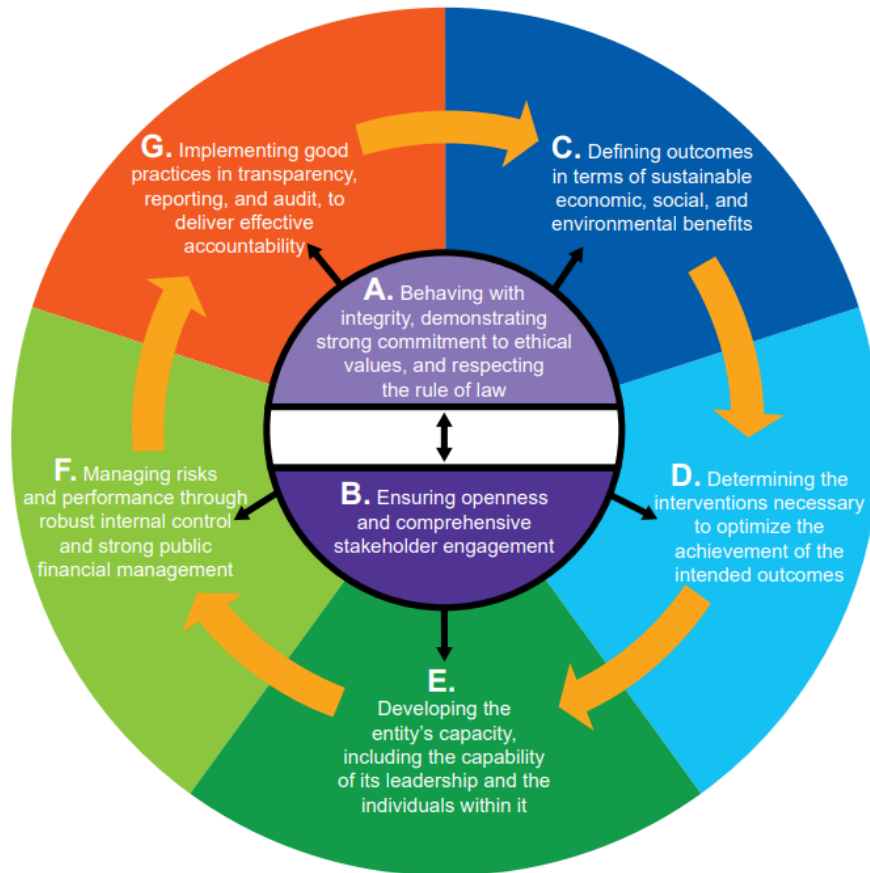 G. Implementing good
practices in transparency,
reporting, and audit, to
deliver effective
accountability
C. Defining outcomes
in terms of sustainable
economic, social, and
environmental benefits
A. Behaving with
integrity, demonstrating
strong commitment to ethical
values, and respecting
the rule of law
F. Managing risks
and performance through
robust internal control
and strong public
financial management
B. Ensuring openness
and comprehensive
stakeholder engagement
D. Determining the
interventions necessary
to optimize the
achievement of the
intended outcomes
E.
Developing the
entity's capacity,
including the capability
of its leadership and the
individuals within it